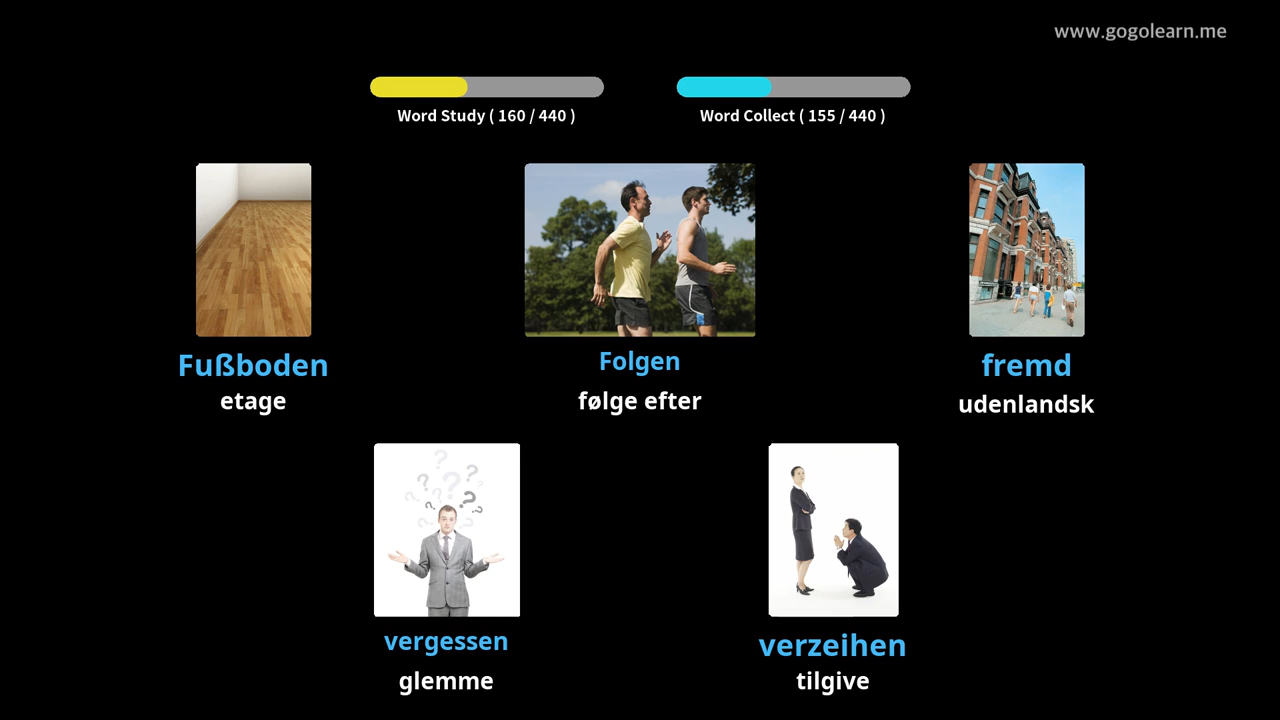 www.gogolearn.me
Word Study ( 160 / 440 )
Word Collect ( 155 / 440 )
Fußboden
etage
Folgen
følge efter
fremd
udenlandsk
vergessen
glemme
verzeihen
tilgive